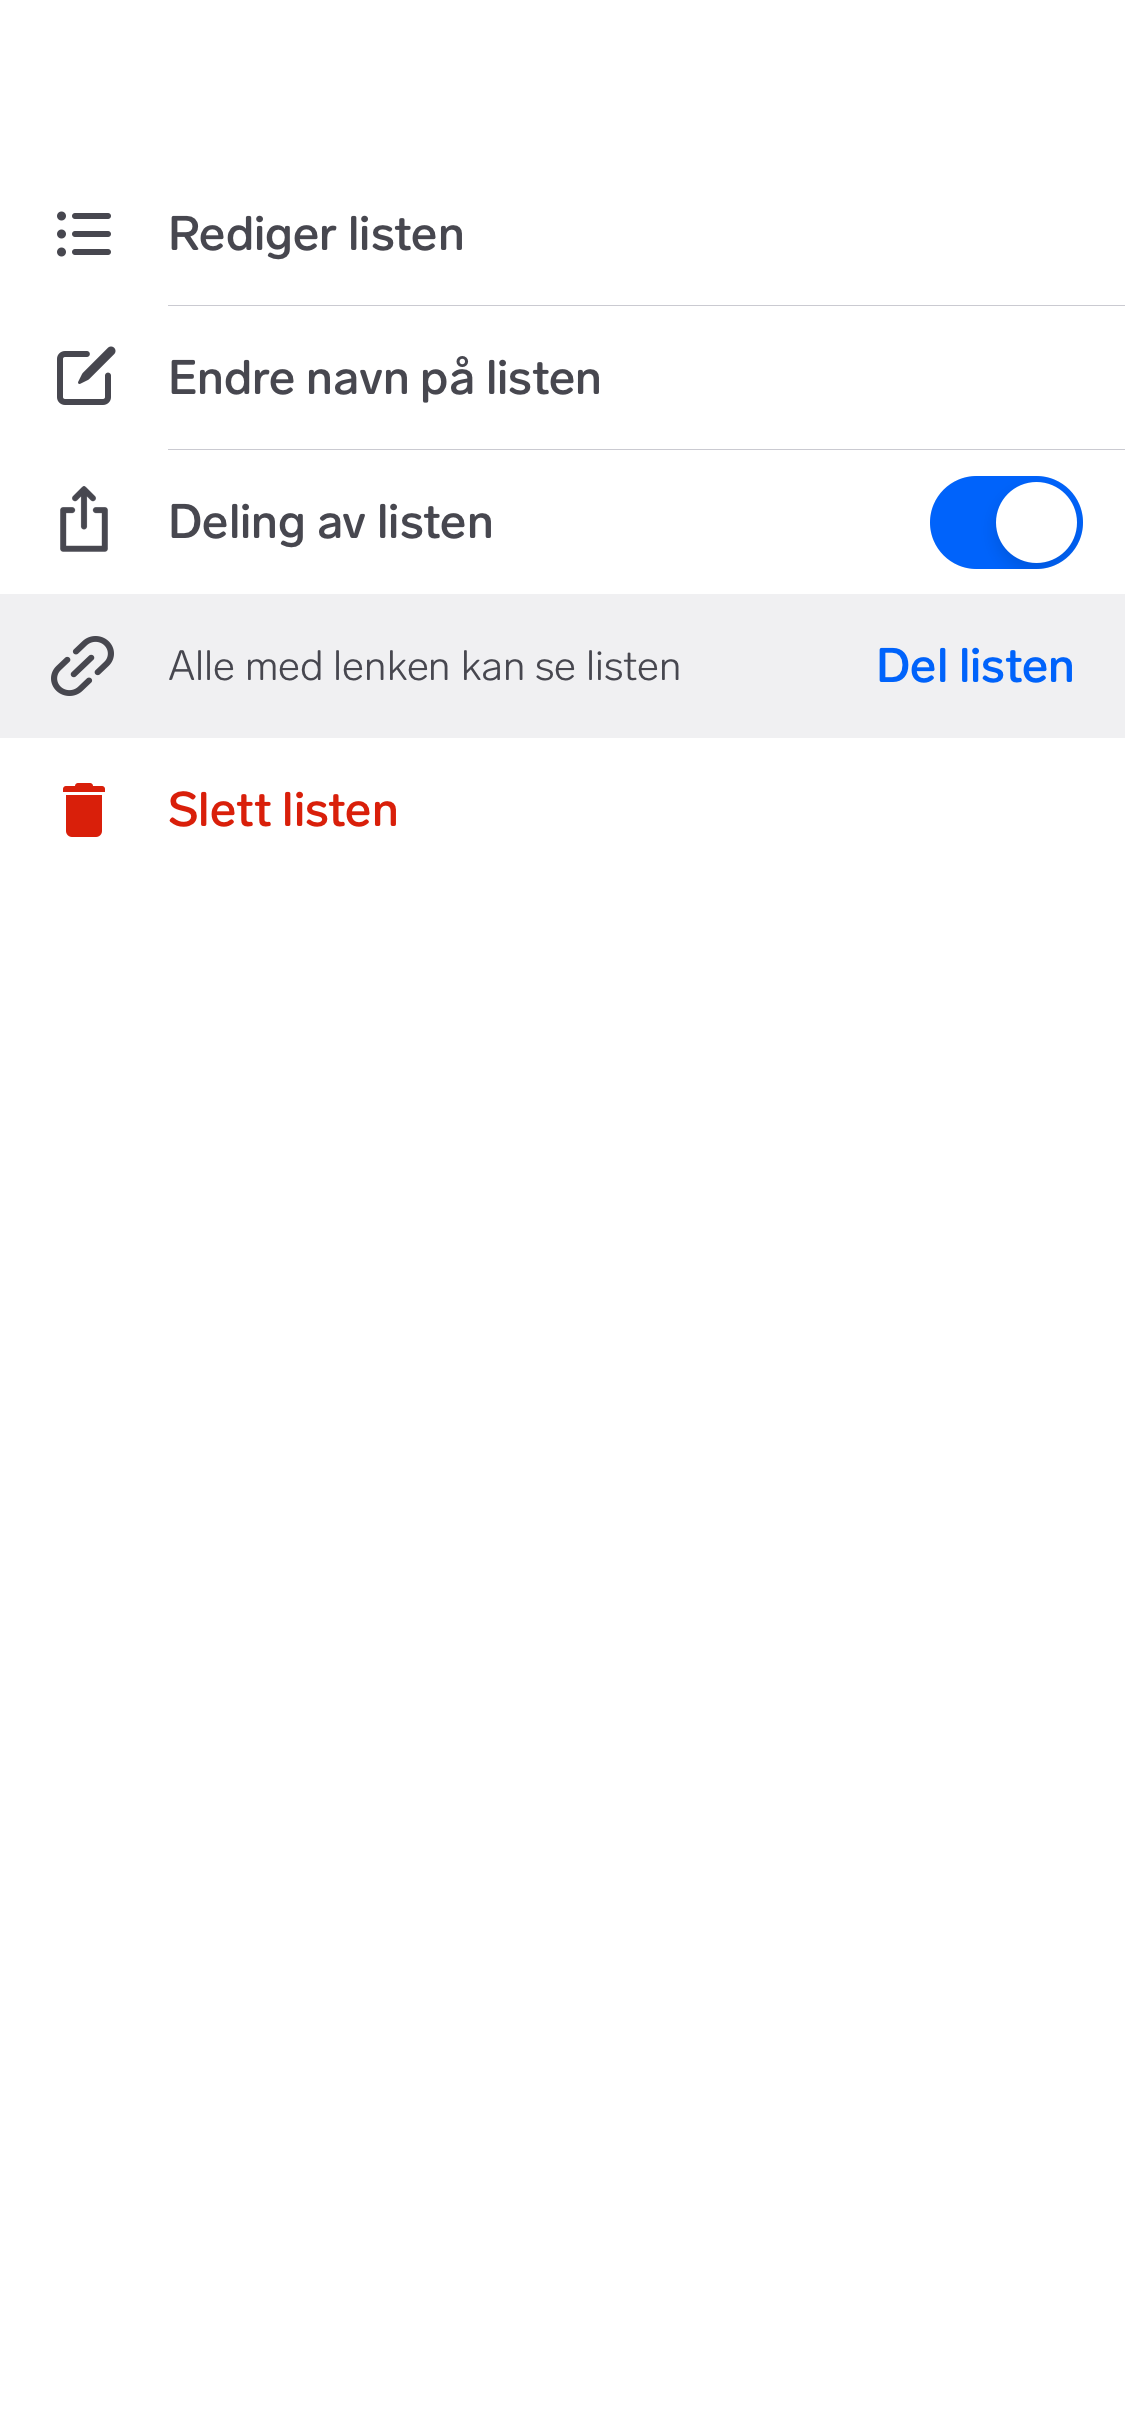 Rediger listen
Endre navn på listen
Deling av listen
Alle med lenken kan se listen Del listen
Slett listen